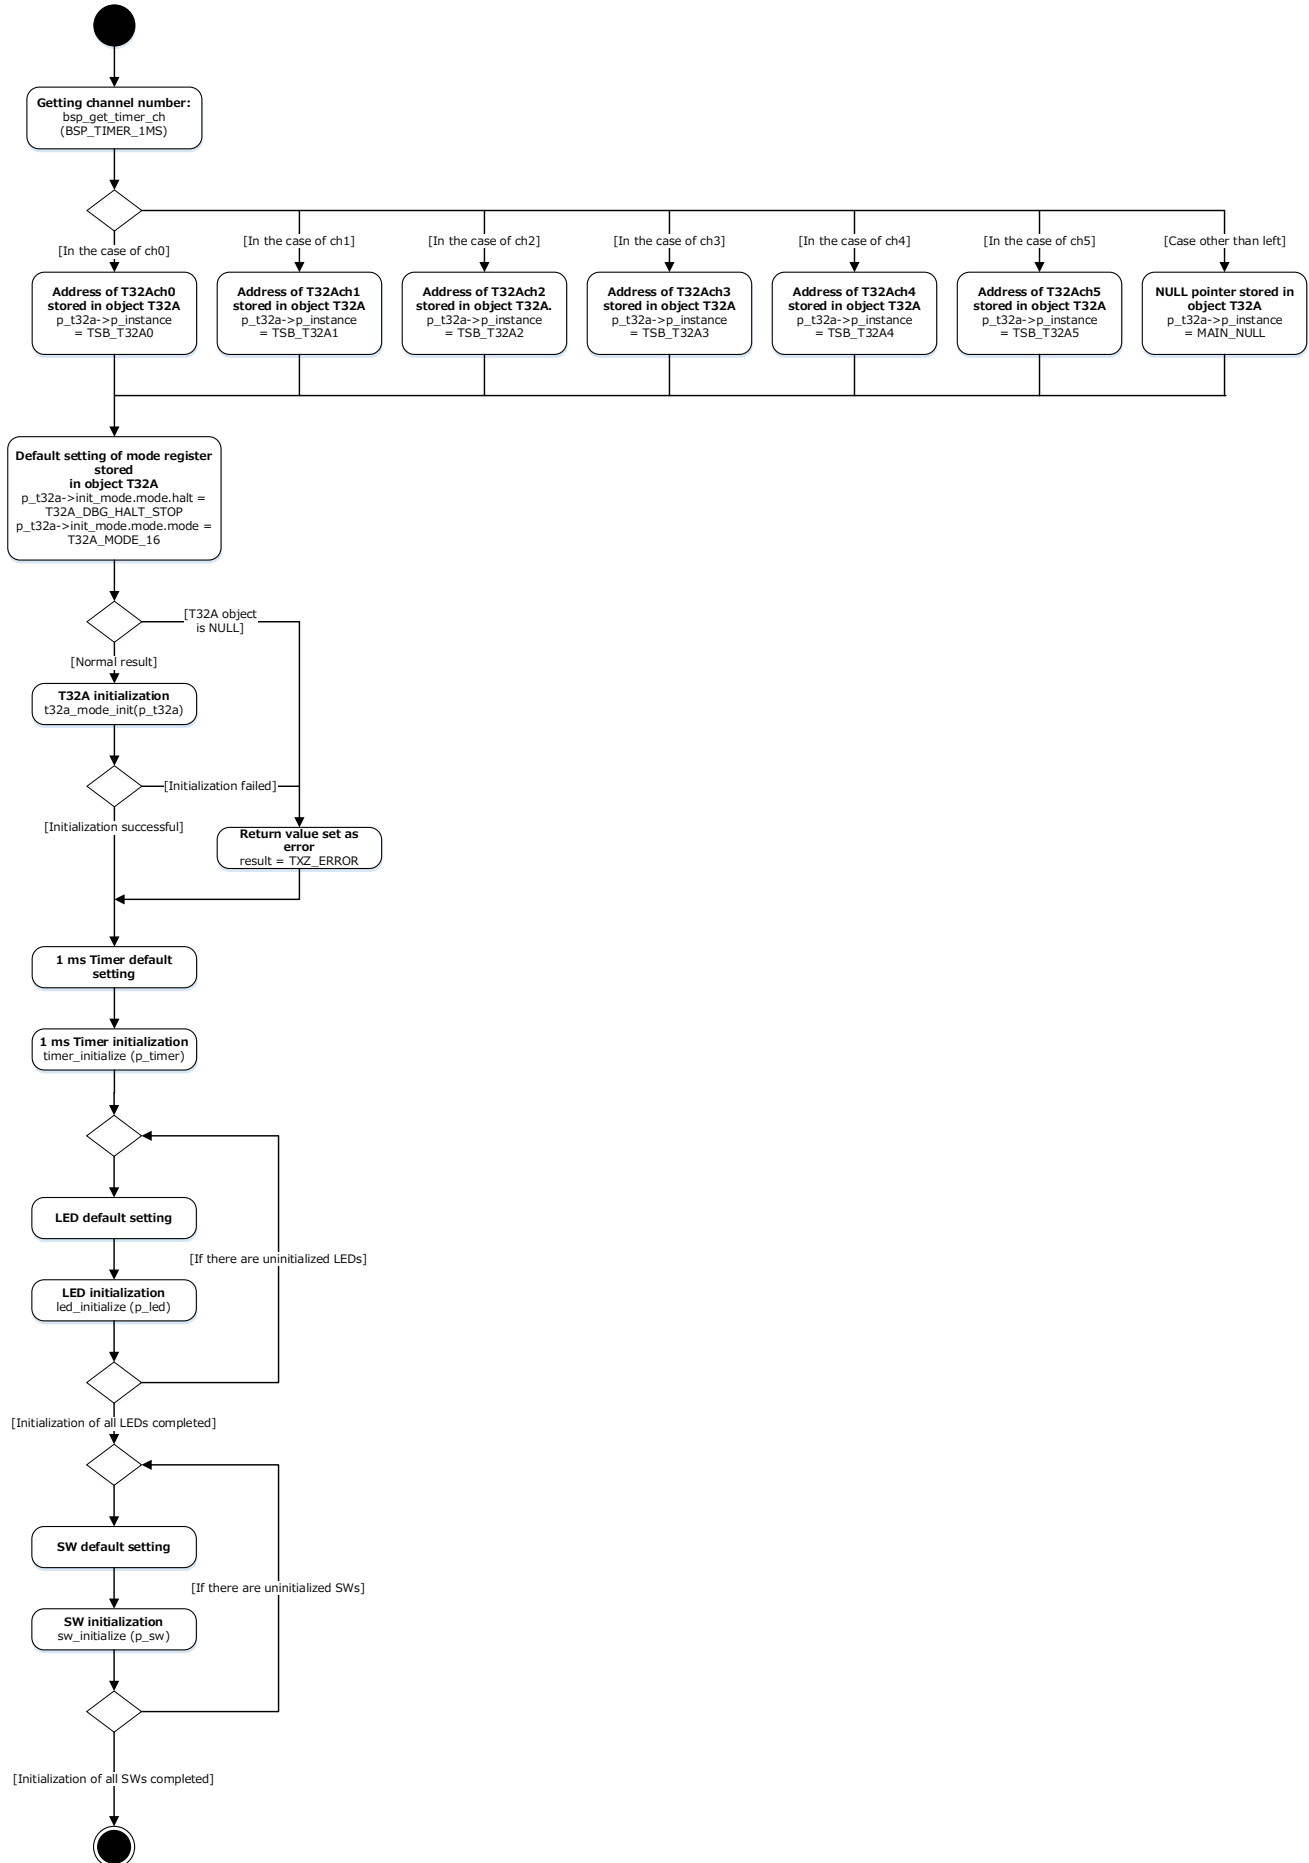 Getting channel number:
bsp_get_timer_ch
(BSP_TIMER_1MS)
[In the case of ch0]
[In the case of ch1]
[In the case of ch2]
[In the case of ch3]
[In the case of ch4]
[In the case of ch5]
[Case other than left]
Address of T32Ach0
stored in object T32A
p_t32a->p_instance
= TSB_T32A0
Address of T32Ach1
stored in object T32A
p_t32a->p_instance
= TSB_T32A1
Address of T32Ach2
stored in object T32A.
p_t32a->p_instance
= TSB_T32A2
Address of T32Ach3
stored in object T32A
p_t32a->p_instance
= TSB_T32A3
Address of T32Ach4
stored in object T32A
p_t32a->p_instance
= TSB_T32A4
Address of T32Ach5
stored in object T32A
p_t32a->p_instance
= TSB_T32A5
NULL pointer stored in
object T32A
p_t32a->p_instance
= MAIN_NULL
Default setting of mode register
stored
in object T32A
p_t32a->init_mode.mode.halt =
T32A_DBG_HALT_STOP
p_t32a->init_mode.mode.mode =
T32A_MODE_16
[T32A object
is NULL]
[Normal result]
T32A initialization
t32a_mode_init(p_t32a)
[Initialization failed]
[Initialization successful]
Return value set as
error
result = TXZ_ERROR
1 ms Timer default
setting
1 ms Timer initialization
timer_initialize (p_timer)
LED default setting
[If there are uninitialized LEDs]
LED initialization
led_initialize (p_led)
[Initialization of all LEDs completed]
SW default setting
[If there are uninitialized SWs]
SW initialization
sw_initialize (p_sw)
[Initialization of all SWs completed]